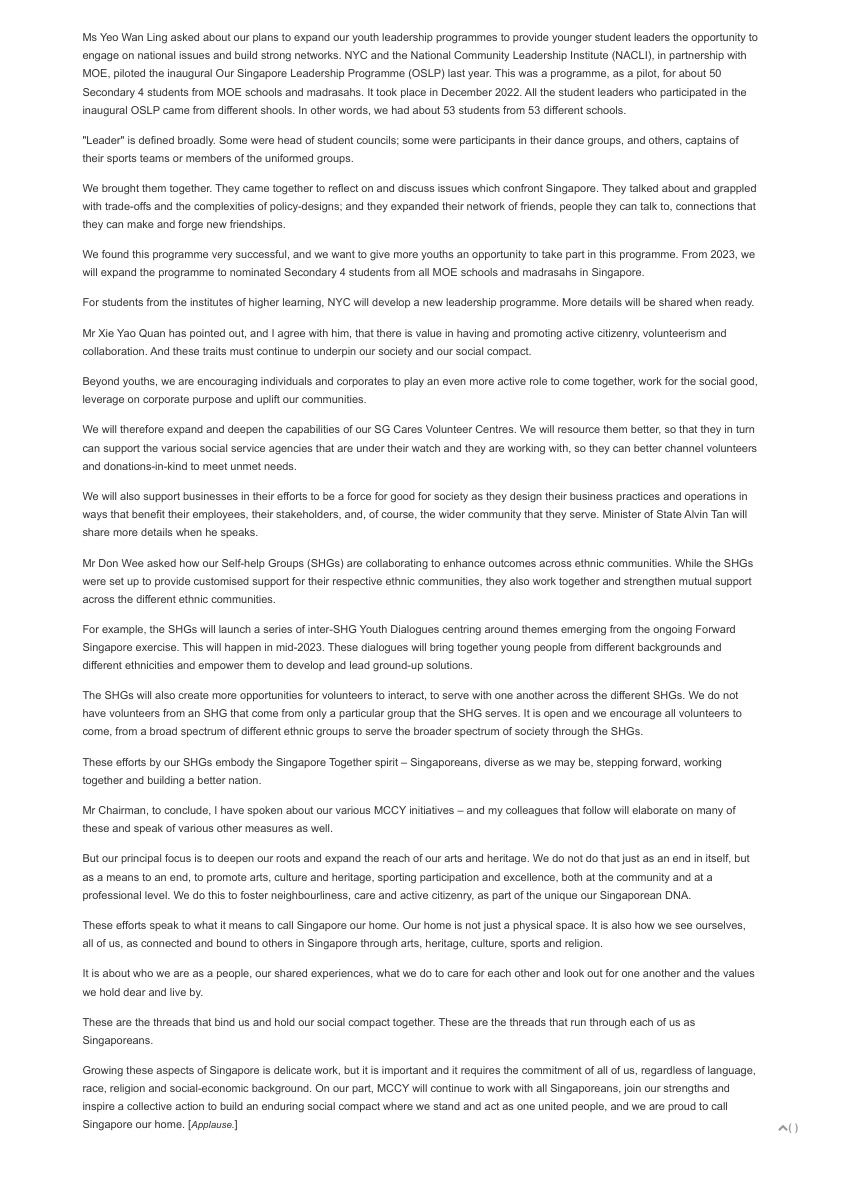 Ms Yeo Wan Ling asked about our plans to expand our youth leadership programmes to provide younger student leaders the opportunity to
engage on national issues and build strong networks. NYC and the National Community Leadership Institute (NACLI), in partnership with
MOE, piloted the inaugural Our Singapore Leadership Programme (OSLP) last year. This was a programme, as a pilot, for about 50
Secondary 4 students from MOE schools and madrasahs. It took place in December 2022. All the student leaders who participated in the
inaugural OSLP came from different shools. In other words, we had about 53 students from 53 different schools.
"Leader" is defined broadly. Some were head of student councils; some were participants in their dance groups, and others, captains of
their sports teams or members of the uniformed groups.
We brought them together. They came together to reflect on and discuss issues which confront Singapore. They talked about and grappled
with trade-offs and the complexities of policy-designs; and they expanded their network of friends, people they can talk to, connections that
they can make and forge new friendships.
We found this programme very successful, and we want to give more youths an opportunity to take part in this programme. From 2023, we
will expand the programme to nominated Secondary 4 students from all MOE schools and madrasahs in Singapore.
For students from the institutes of higher learning, NYC will develop a new leadership programme. More details will be shared when ready.
Mr Xie Yao Quan has pointed out, and I agree with him, that there is value in having and promoting active citizenry, volunteerism and
collaboration. And these traits must continue to underpin our society and our social compact.
Beyond youths, we are encouraging individuals and corporates to play an even more active role to come together, work for the social good,
leverage on corporate purpose and uplift our communities.
We will therefore expand and deepen the capabilities of our SG Cares Volunteer Centres. We will resource them better, so that they in turn
can support the various social service agencies that are under their watch and they are working with, so they can better channel volunteers
and donations-in-kind to meet unmet needs.
We will also support businesses in their efforts to be a force for good for society as they design their business practices and operations in
ways that benefit their employees, their stakeholders, and, of course, the wider community that they serve. Minister of State Alvin Tan will
share more details when he speaks.
Mr Don Wee asked how our Self-help Groups (SHGs) are collaborating to enhance outcomes across ethnic communities. While the SHGs
were set up to provide customised support for their respective ethnic communities, they also work together and strengthen mutual support
across the different ethnic communities.
For example, the SHGs will launch a series of inter-SHG Youth Dialogues centring around themes emerging from the ongoing Forward
Singapore exercise. This will happen in mid-2023. These dialogues will bring together young people from different backgrounds and
different ethnicities and empower them to develop and lead ground-up solutions.
The SHGs will also create more opportunities for volunteers to interact, to serve with one another across the different SHGs. We do not
have volunteers from an SHG that come from only a particular group that the SHG serves. It is open and we encourage all volunteers to
come, from a broad spectrum of different ethnic groups to serve the broader spectrum of society through the SHGs.
These efforts by our SHGs embody the Singapore Together spirit – Singaporeans, diverse as we may be, stepping forward, working
together and building a better nation.
Mr Chairman, to conclude, I have spoken about our various MCCY initiatives – and my colleagues that follow will elaborate on many of
these and speak of various other measures as well.
But our principal focus is to deepen our roots and expand the reach of our arts and heritage. We do not do that just as an end in itself, but
as a means to an end, to promote arts, culture and heritage, sporting participation and excellence, both at the community and at a
professional level. We do this to foster neighbourliness, care and active citizenry, as part of the unique our Singaporean DNA.
These efforts speak to what it means to call Singapore our home. Our home is not just a physical space. It is also how we see ourselves,
all of us, as connected and bound to others in Singapore through arts, heritage, culture, sports and religion.
It is about who we are as a people, our shared experiences, what we do to care for each other and look out for one another and the values
we hold dear and live by.
These are the threads that bind us and hold our social compact together. These are the threads that run through each of us as
Singaporeans.
Growing these aspects of Singapore is delicate work, but it is important and it requires the commitment of all of us, regardless of language,
race, religion and social-economic background. On our part, MCCY will continue to work with all Singaporeans, join our strengths and
inspire a collective action to build an enduring social compact where we stand and act as one united people, and we are proud to call
Singapore our home. [Applause.]
( )